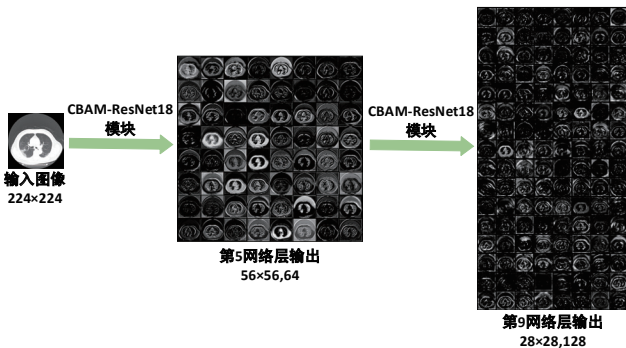 CBAM-ResNet18
模块
输入图像
224×224
第5网络层输出
56×56,64
CBAM-ResNet18
模块
第9网络层输出
28×28,128